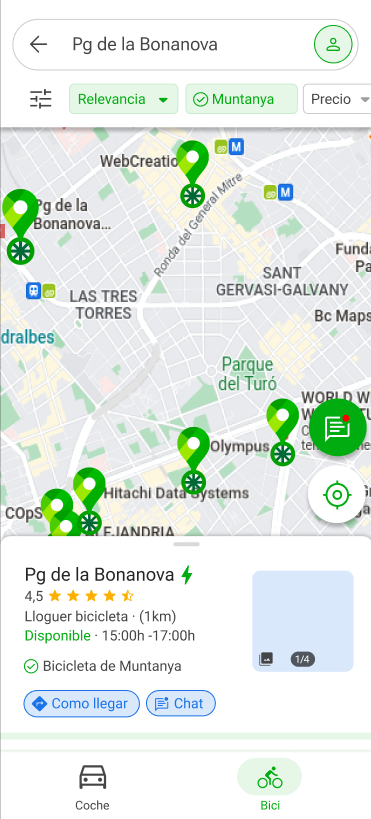 Pg de la Bonanova
Relevancia
Muntanya
Precio
WebCreatio
M
Pg de la
Bonanova...
Ronda del General Mitre
M
Funda
Pa
SANT
GERVASI-GALVANY
LAS TRES
TORRES
Bc Maps
dralbes
Parque
del Turó
WORLD W
Olympus
Hitachi Data Systems
COpS
EJANDRIA
Pg de la Bonanova
4,5
Lloguer bicicleta · (1km)
Disponible · 15:00h -17:00h
Bicicleta de Muntanya
1/4
Como llegar
Chat
Coche
Bici